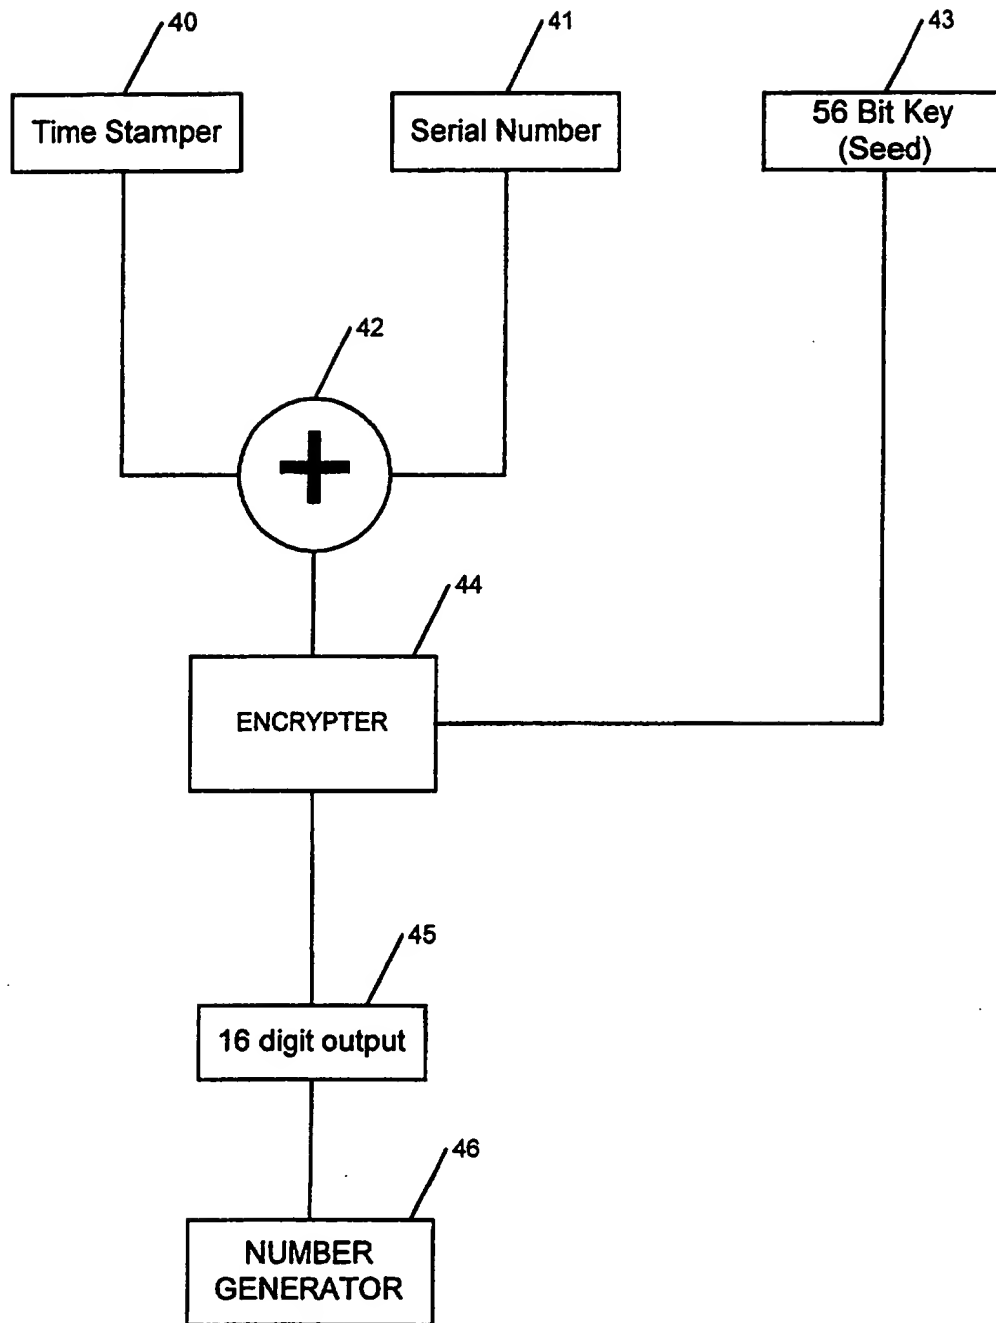 40
41
43
Time Stamper
Serial Number
56 Bit Key
(Seed)
42
+
44
ENCRYPTER
45
16 digit output
46
NUMBER
GENERATOR